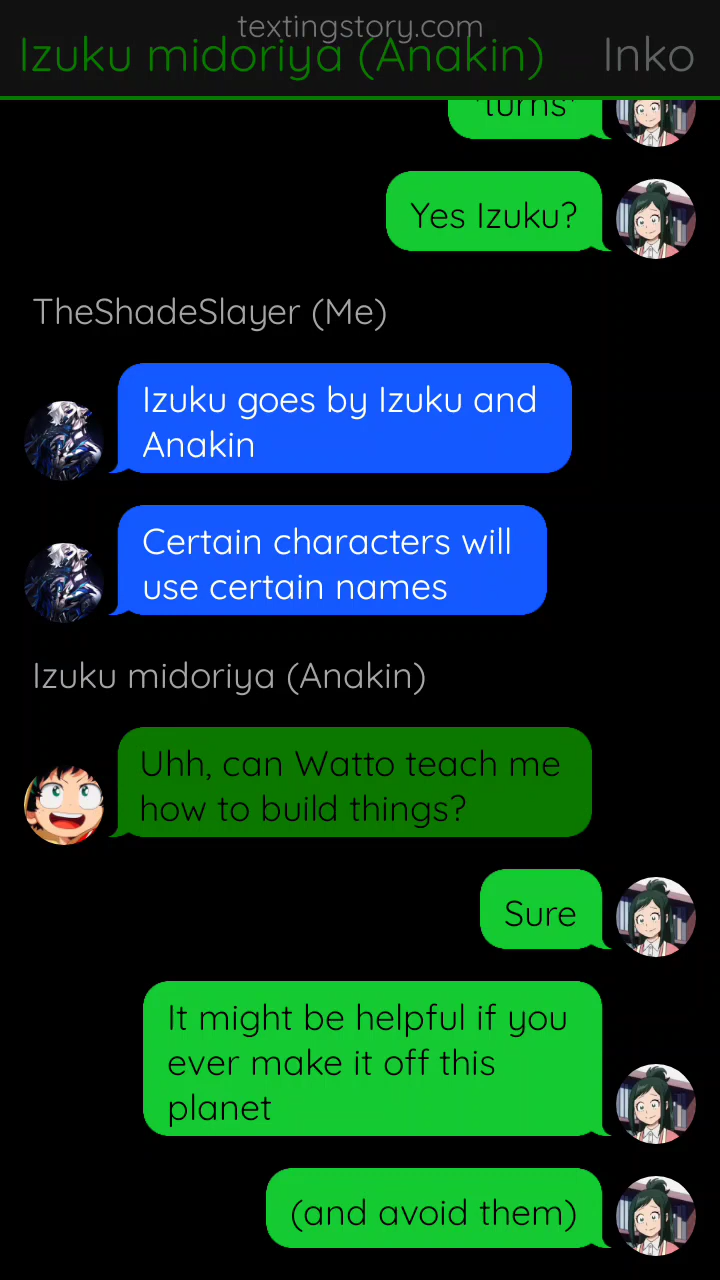 textingstory.com
Izuku midoriya (Anakin)
Inko
*turns*
Yes Izuku?
TheShadeSlayer (Me)
Izuku goes by Izuku and
Anakin
Certain characters will
use certain names
Izuku midoriya (Anakin)
Uhh, can Watto teach me
how to build things?
Sure
It might be helpful if you
ever make it off this
planet
(and avoid them)